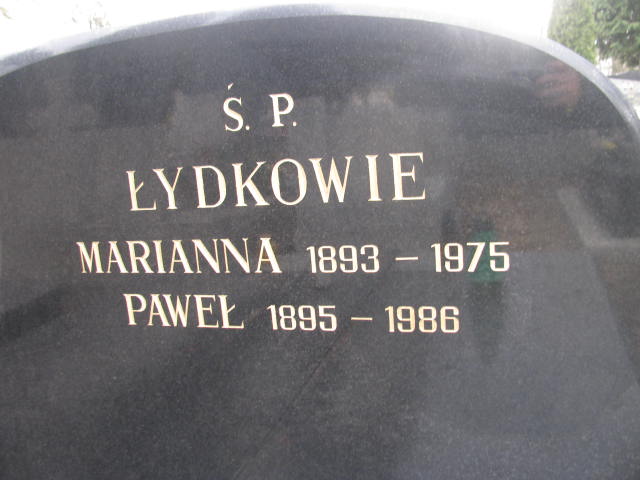 Ś. P.
ŁYDKOWIE
MARIANNA 1893 – 1975
PAWEŁ 1895 – 1986